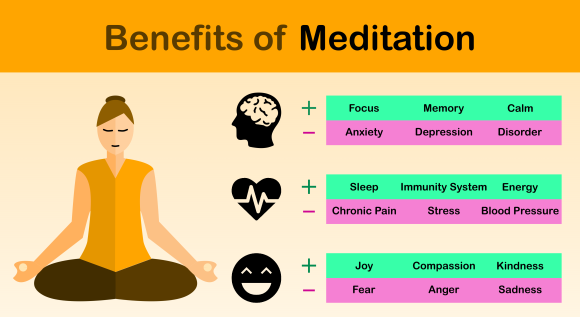 Benefits of Meditation
+ Focus Memory Calm
− Anxiety Depression Disorder
+ Sleep Immunity System Energy
− Chronic Pain Stress Blood Pressure
+ Joy Compassion Kindness
− Fear Anger Sadness